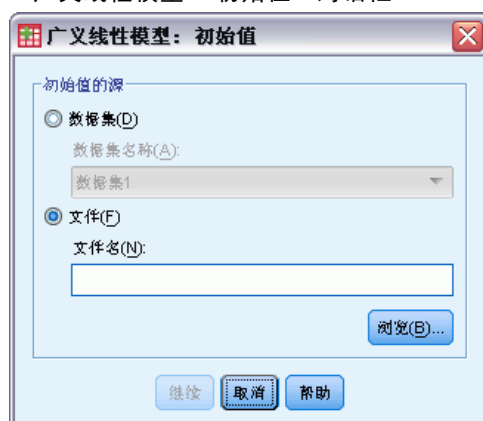 广义线性模型：初始值
初始值的源
数据集(D)
数据集名称(A):
数据集1
文件(F)
文件名(N):
浏览(B)...
继续 取消 帮助